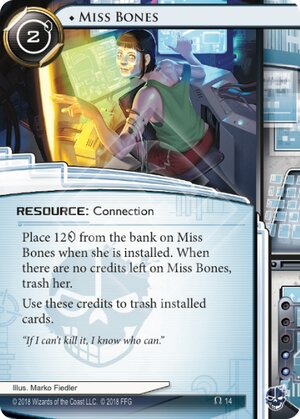 ♦ Miss Bones
2
RESOURCE: Connection
Place 12 from the bank on Miss
Bones when she is installed. When
there are no credits left on Miss Bones,
trash her.
Use these credits to trash installed
cards.
"If I can't kill it, I know who can."
Illus. Marko Fiedler
© 2018 Wizards of the Coast LLC. © 2018 FFG
Ω 14